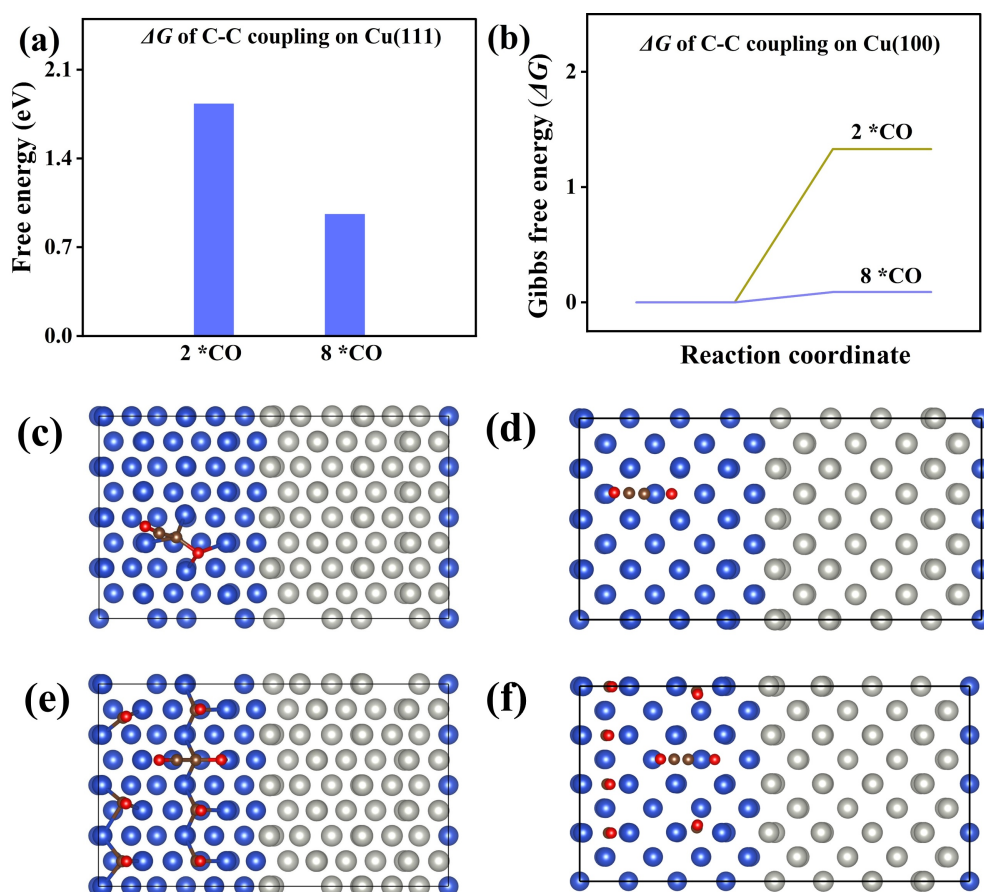 (a)
ΔG of C-C coupling on Cu(111)
Free energy (eV)
2.1
1.4
0.7
0.0
2 *CO
8 *CO
(b)
ΔG of C-C coupling on Cu(100)
Gibbs free energy (ΔG)
2
1
0
2 *CO
8 *CO
Reaction coordinate
(c)
(d)
(e)
(f)